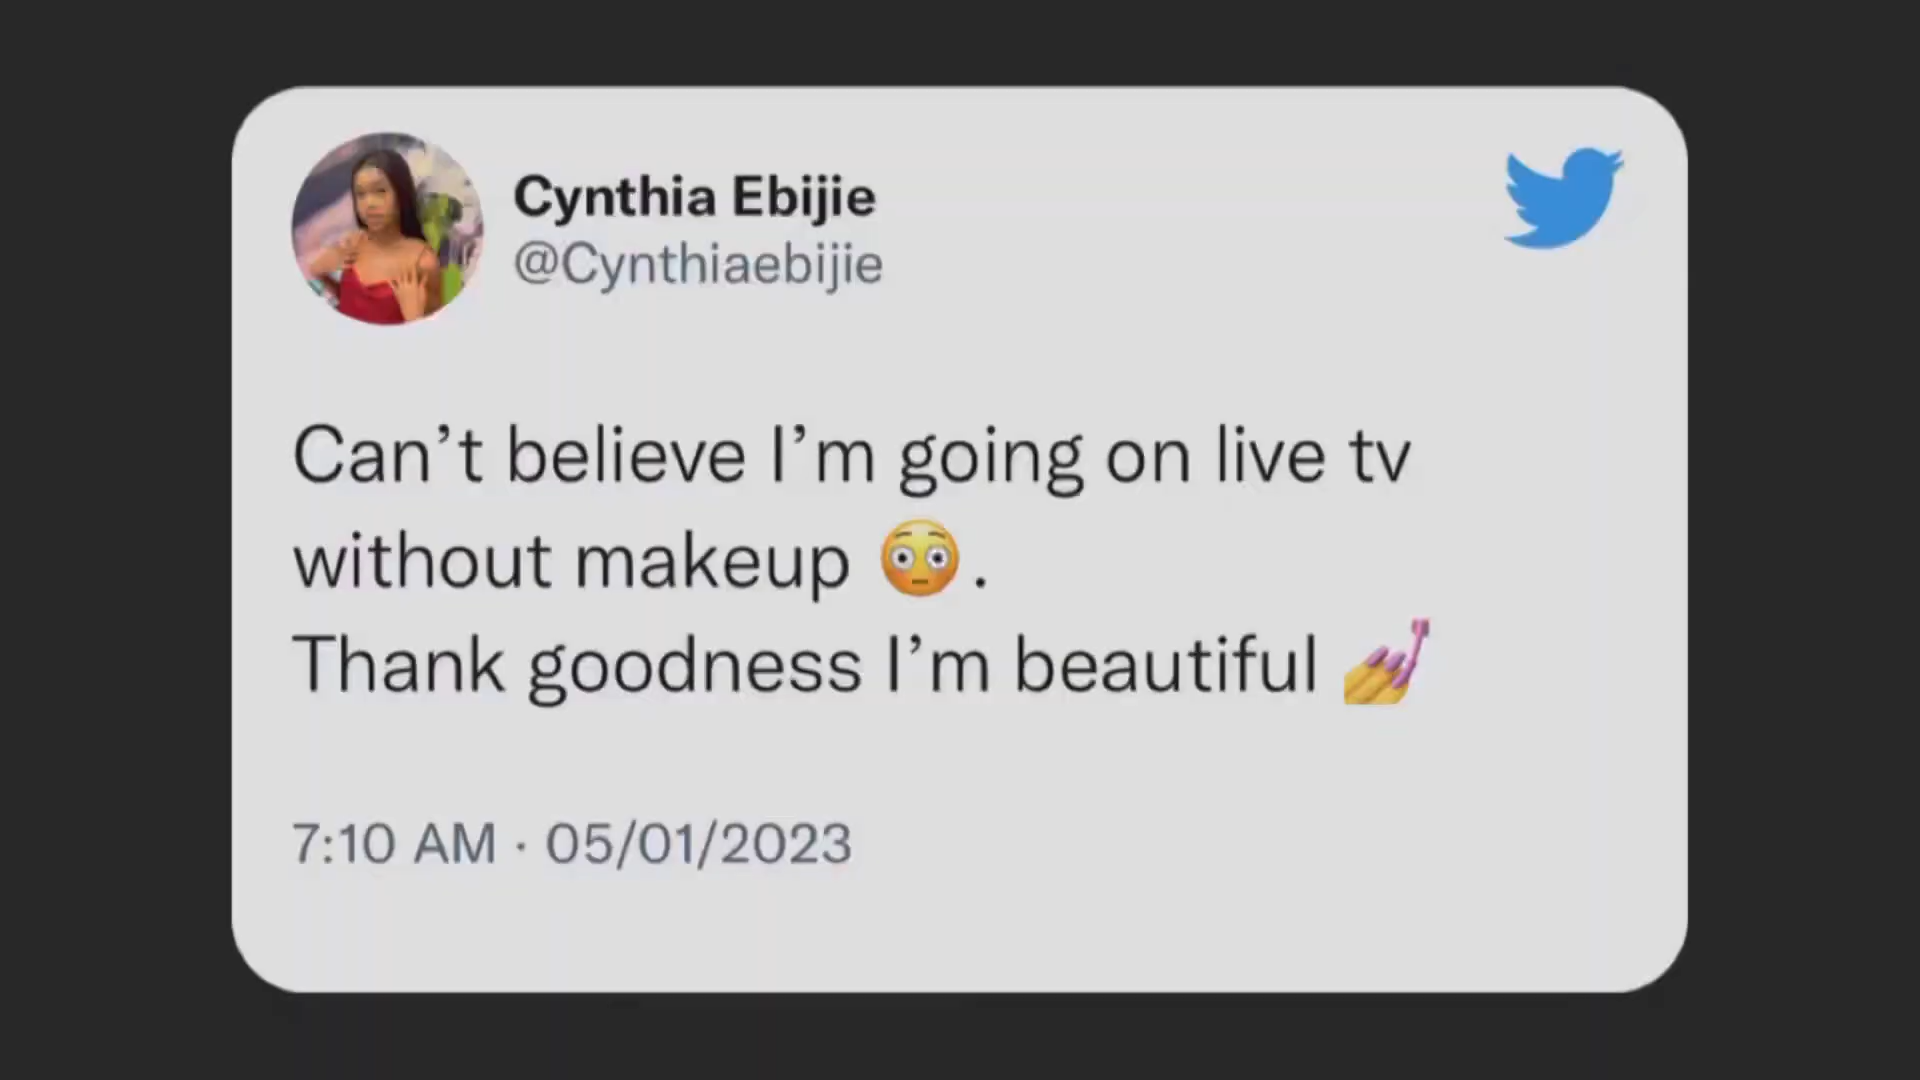 Cynthia Ebijie
@Cynthiaebijie
Can’t believe I’m going on live tv
without makeup 😳.
Thank goodness I’m beautiful 💅
7:10 AM · 05/01/2023